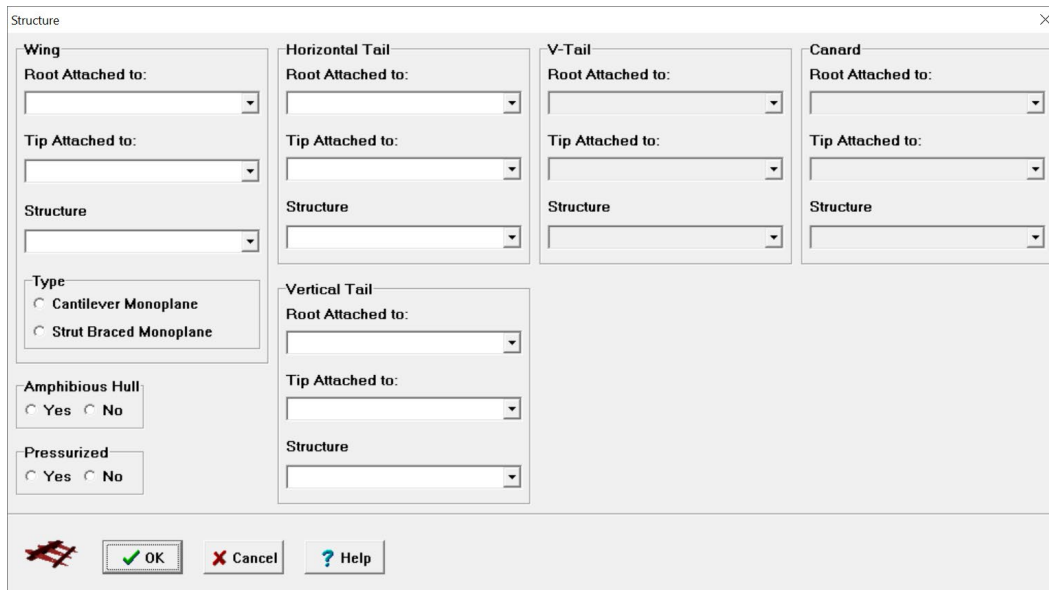 Structure
Wing
Root Attached to:
Tip Attached to:
Structure
Type
Cantilever Monoplane
Strut Braced Monoplane
Amphibious Hull
Yes No
Pressurized
Yes No
Horizontal Tail
Root Attached to:
Tip Attached to:
Structure
Vertical Tail
Root Attached to:
Tip Attached to:
Structure
V-Tail
Root Attached to:
Tip Attached to:
Structure
Canard
Root Attached to:
Tip Attached to:
Structure
OK Cancel Help